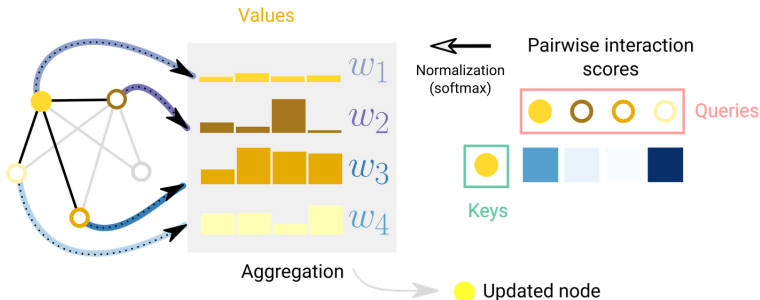 Values
Pairwise interaction
scores
Normalization
(softmax)
Queries
Keys
w1
w2
w3
w4
Aggregation
Updated node